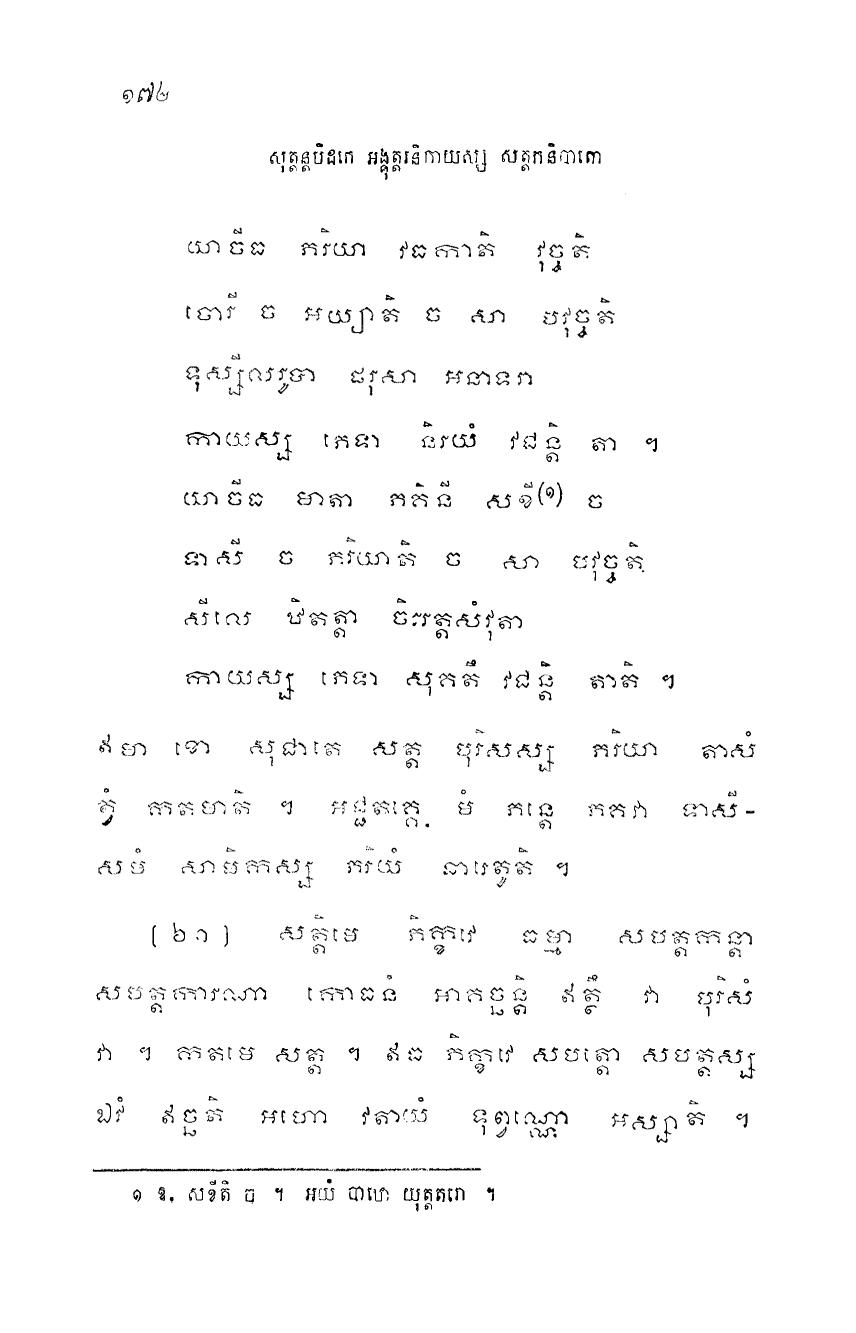 ១៧២
សុត្តន្តបិដកេ អង្គុត្តរនិកាយស្ស សត្តកនិបាតោ
យាចីធ ភរិយា វធកាតិ វុច្ចតិ
ចោរី ច អយ្យាតិ ច សា បវុច្ចតិ
ទុស្សីលរូបា ផរុសា អនាទរា
កាយស្ស ភេទា និរយំ វជន្តិ តា ។
យាចីធ មាតា ភគិនី សខី(១) ច
ទាសី ច ភរិយាតិ ច សា បវុច្ចតិ
សីលេ ឋិតត្តា ចិររត្តសំវុតា
កាយស្ស ភេទា សុគតឹ វជន្តិ តាតិ ។
ឥមា ខោ សុជាតេ សត្ត បុរិសស្ស ភរិយា តាសំ
ត្វំ កតមាតិ ។ អជ្ជតគ្គេ មំ ភន្តេ ភគវា ទាសី-
សមំ សាមិកស្ស ភរិយំ ធារេតូតិ ។
(៦១) សត្តិមេ ភិក្ខវេ ធម្មា សបត្តកន្តា
សបត្តការណា កោធនំ អាគច្ឆន្តិ ឥត្ថឹ វា បុរិសំ
វា ។ កតមេ សត្ត ។ ឥធ ភិក្ខវេ សបត្តោ សបត្តស្ស
ឯវំ ឥច្ឆតិ អហោ វតាយំ ទុព្វណ្ណោ អស្សាតិ ។
១ ឱ. សខីតិ ច ។ អយំ បាឋោ យុត្តតរោ ។